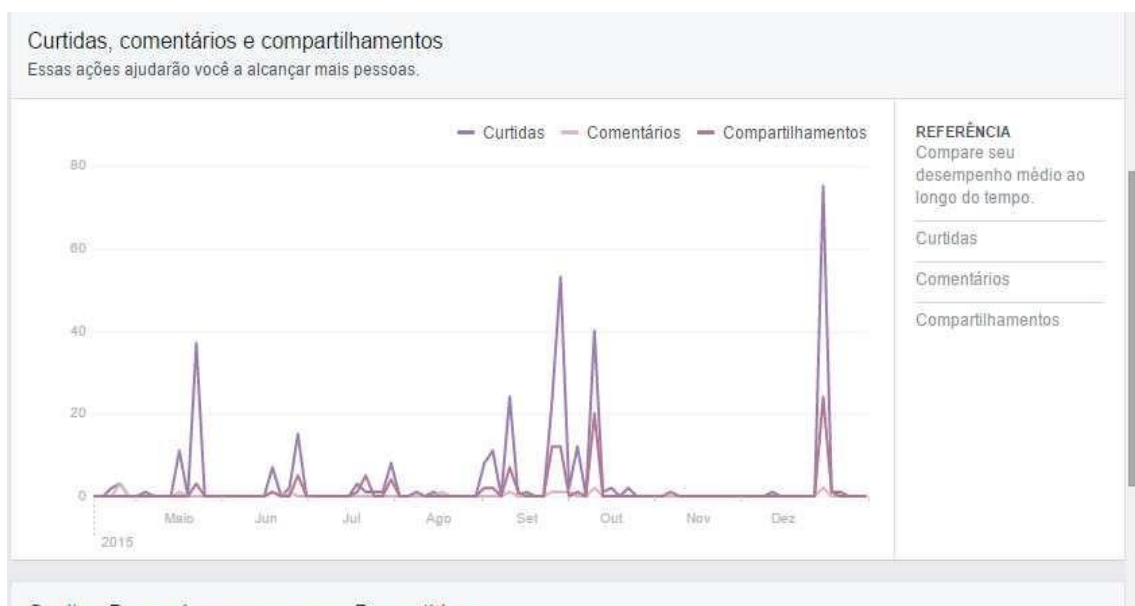 Curtidas, comentários e compartilhamentos
Essas ações ajudarão você a alcançar mais pessoas.
Curtidas
Comentários
Compartilhamentos
REFERÊNCIA
Compare seu
desempenho médio ao
longo do tempo.
Curtidas
Comentários
Compartilhamentos
80
60
40
20
0
Maio
Jun
Jul
Ago
Set
Out
Nov
Dez
2015